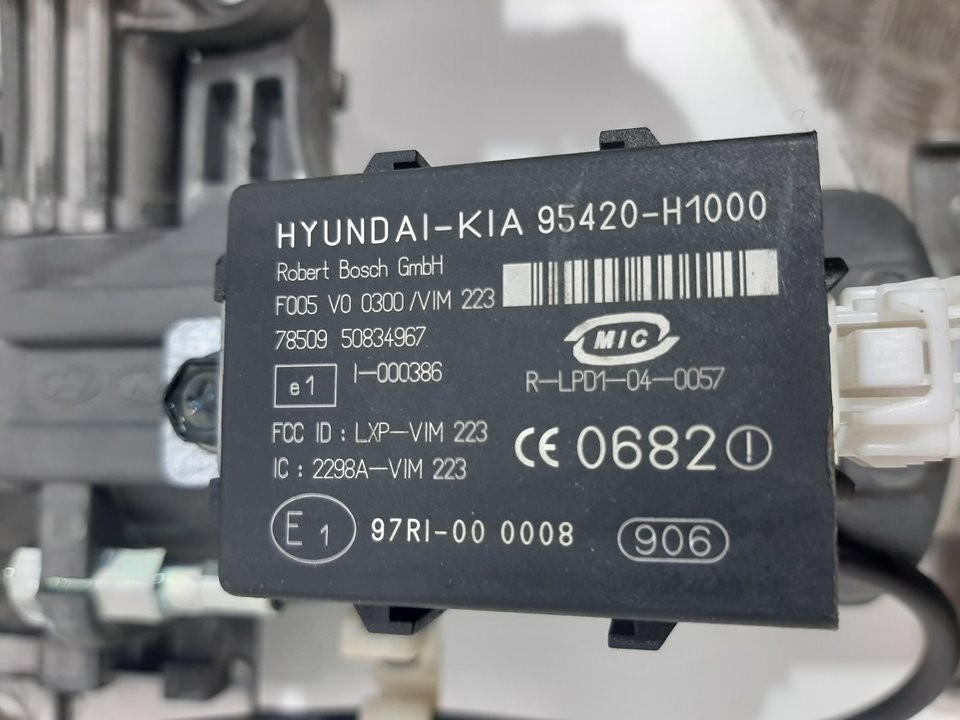 HYUNDAI-KIA 95420-H1000
Robert Bosch GmbH
F005 V0 0300/VIM 223
78509 50834967
MIC
e1 I-000386
R-LPD1-04-0057
FCC ID : LXP-VIM 223
CE 0682
IC : 2298A-VIM 223
E1 97RI-00 0008
906